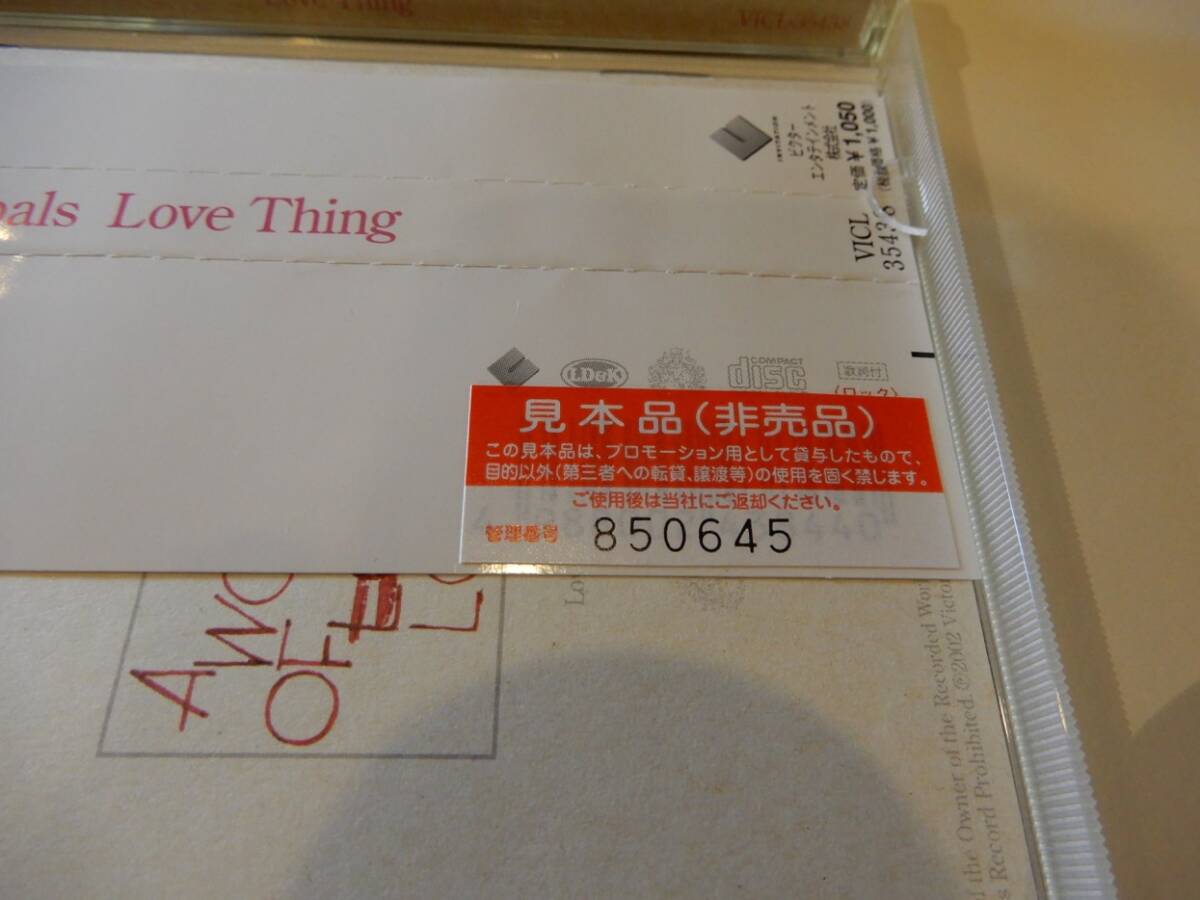 Love Thing
VICL-35438
ビクター
エンタテインメント
株式会社
定価¥1,050
(税抜価格¥1,000)
pals Love Thing
VICL
35438
LD&K
COMPACT
disc
歌詞付
(ロック)
見本品(非売品)
この見本品は、プロモーション用として貸与したもので、
目的以外(第三者への転貸、譲渡等)の使用を固く禁じます。
ご使用後は当社にご返却ください。
管理番号 850645
440
OF
the Owner of the Recorded Wor
s Record Prohibited. ©2002 Victo